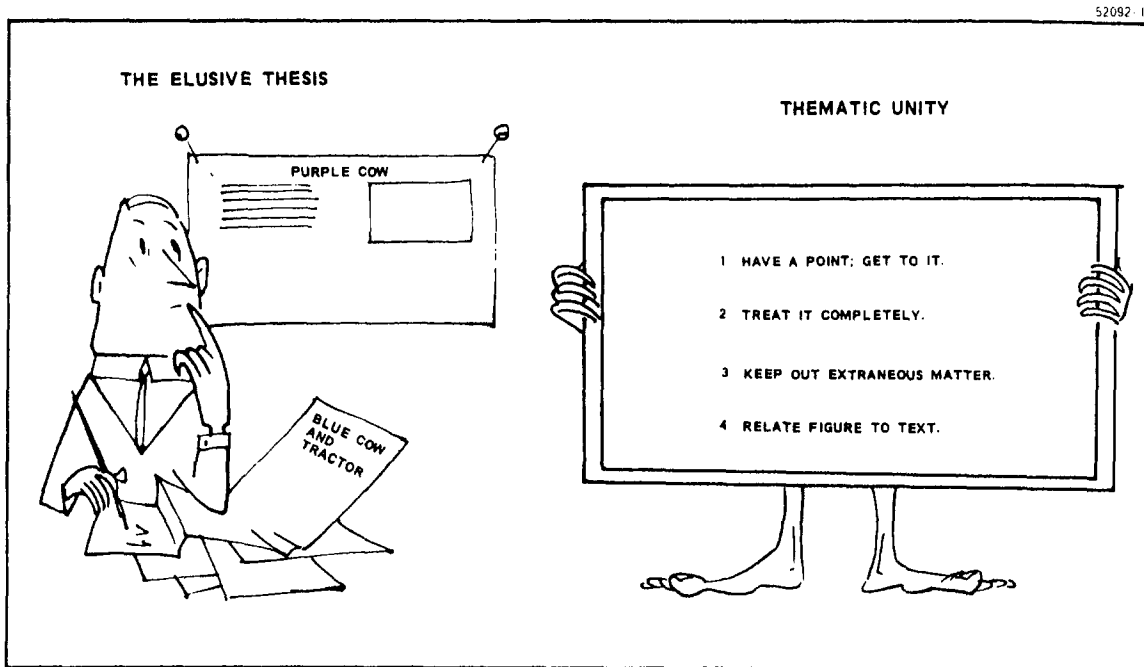 52092-1
THE ELUSIVE THESIS
PURPLE COW
BLUE COW
AND
TRACTOR
THEMATIC UNITY
1 HAVE A POINT; GET TO IT.
2 TREAT IT COMPLETELY.
3 KEEP OUT EXTRANEOUS MATTER.
4 RELATE FIGURE TO TEXT.